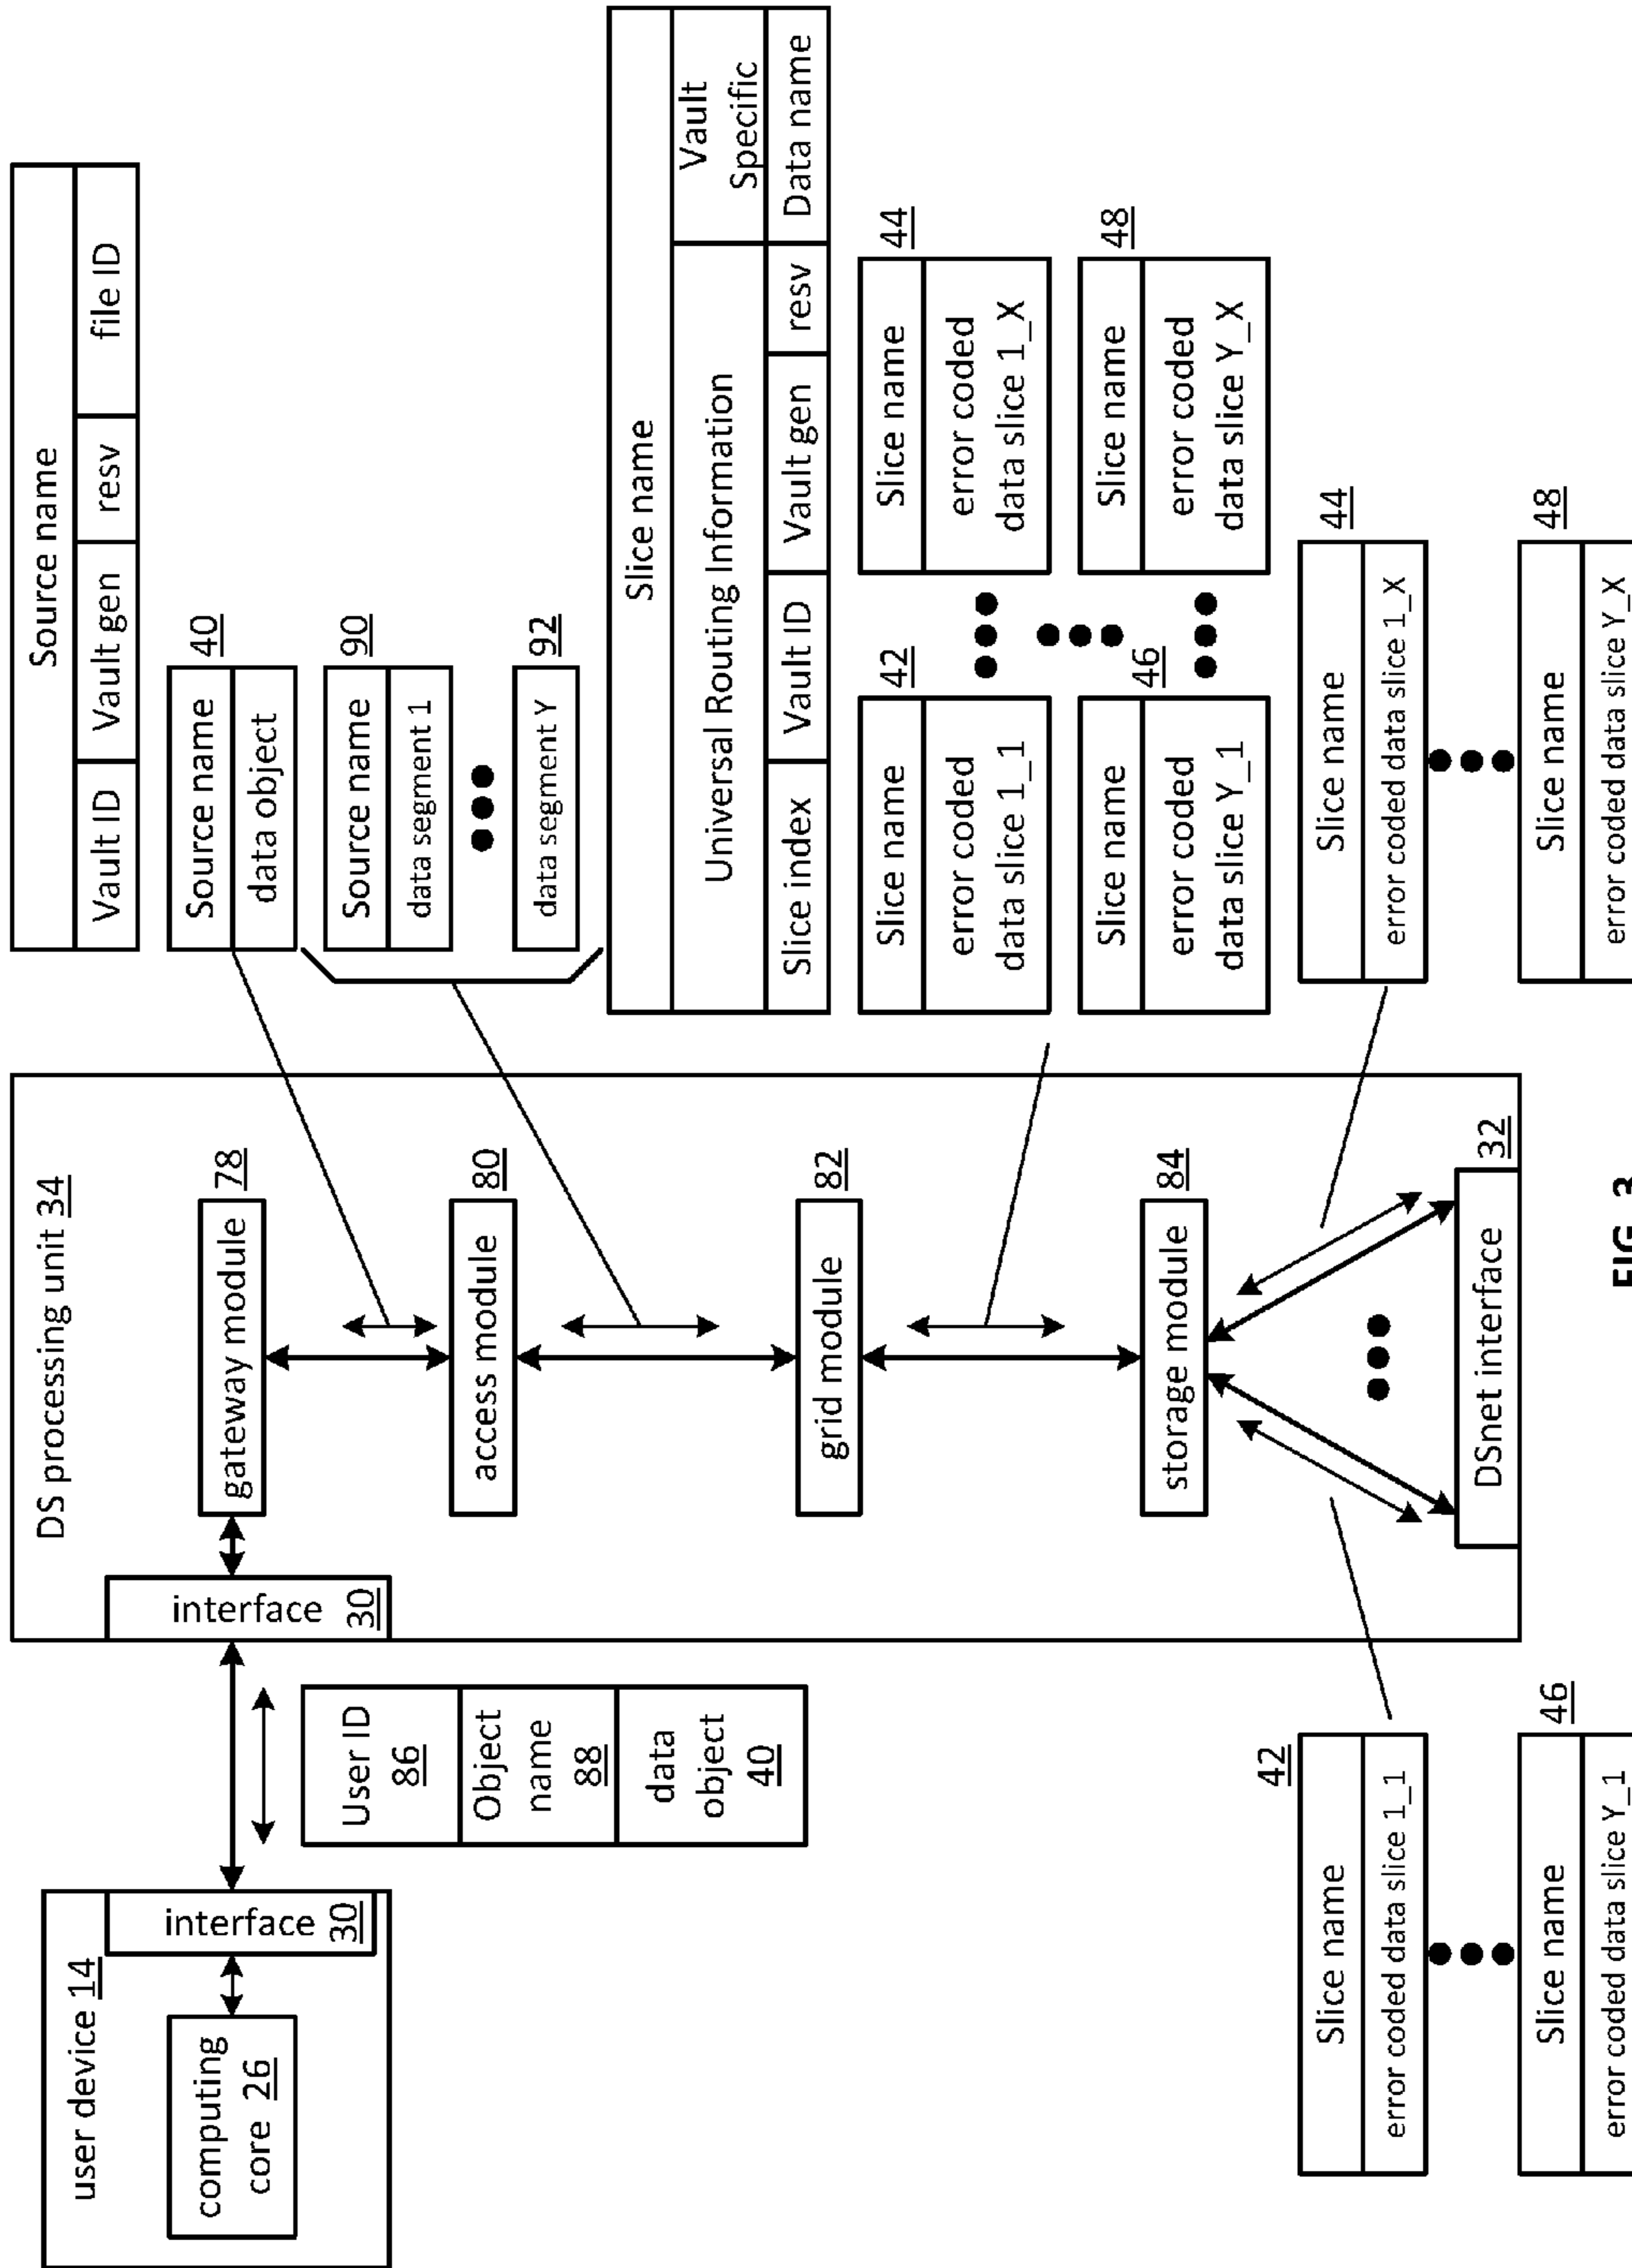 user device 14
computing
core 26
interface 30
User ID
86
Object
name
88
data
object
40
DS processing unit 34
interface 30
gateway module 78
access module 80
grid module 82
storage module 84
DSnet interface 32
Source name
Vault ID Vault gen resv file ID
Source name 40
data object
Source name 90
data segment 1
data segment Y 92
Slice name
Universal Routing Information Vault
Specific
Slice index Vault ID Vault gen resv Data name
Slice name 42
error coded
data slice 1_1
Slice name 44
error coded
data slice 1_X
Slice name 46
error coded
data slice Y_1
Slice name 48
error coded
data slice Y_X
Slice name 42
error coded data slice 1_1
Slice name 46
error coded data slice Y_1
Slice name 44
error coded data slice 1_X
Slice name 48
error coded data slice Y_X
FIG. 3